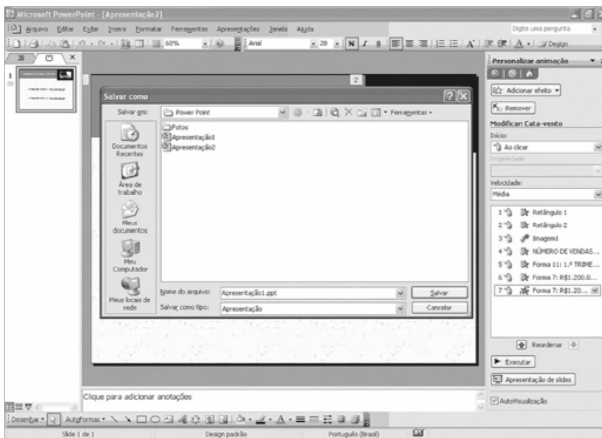 Microsoft PowerPoint - [Apresentação2]
Arquivo Editar Exibir Inserir Formatar Ferramentas Apresentações Janela Ajuda
Digite uma pergunta
68% Arial 28 N I S Design
1
2
Salvar como
Salvar em: Power Point Ferramentas
Fotos
Apresentação1
Apresentação2
Documentos Recentes
Área de trabalho
Meus documentos
Meu Computador
Meus locais de rede
Nome do arquivo: Apresentação1.ppt Salvar
Salvar como tipo: Apresentação Cancelar
Personalizar animação
Adicionar efeito
Remover
Modificar: Cata-vento
Início:
Ao clicar
Propriedade:
Velocidade:
Média
1 Retângulo 1
2 Retângulo 2
3 Imagem1
4 NÚMERO DE VENDAS...
5 Forma 11: 1.º TRIME...
6 Forma 7: R$1.200.0...
7 Forma 7: R$1.20...
Reordenar
Executar
Apresentação de slides
AutoVisualização
Clique para adicionar anotações
Desenhar AutoFormas
Slide 1 de 1 Design padrão Português (Brasil)